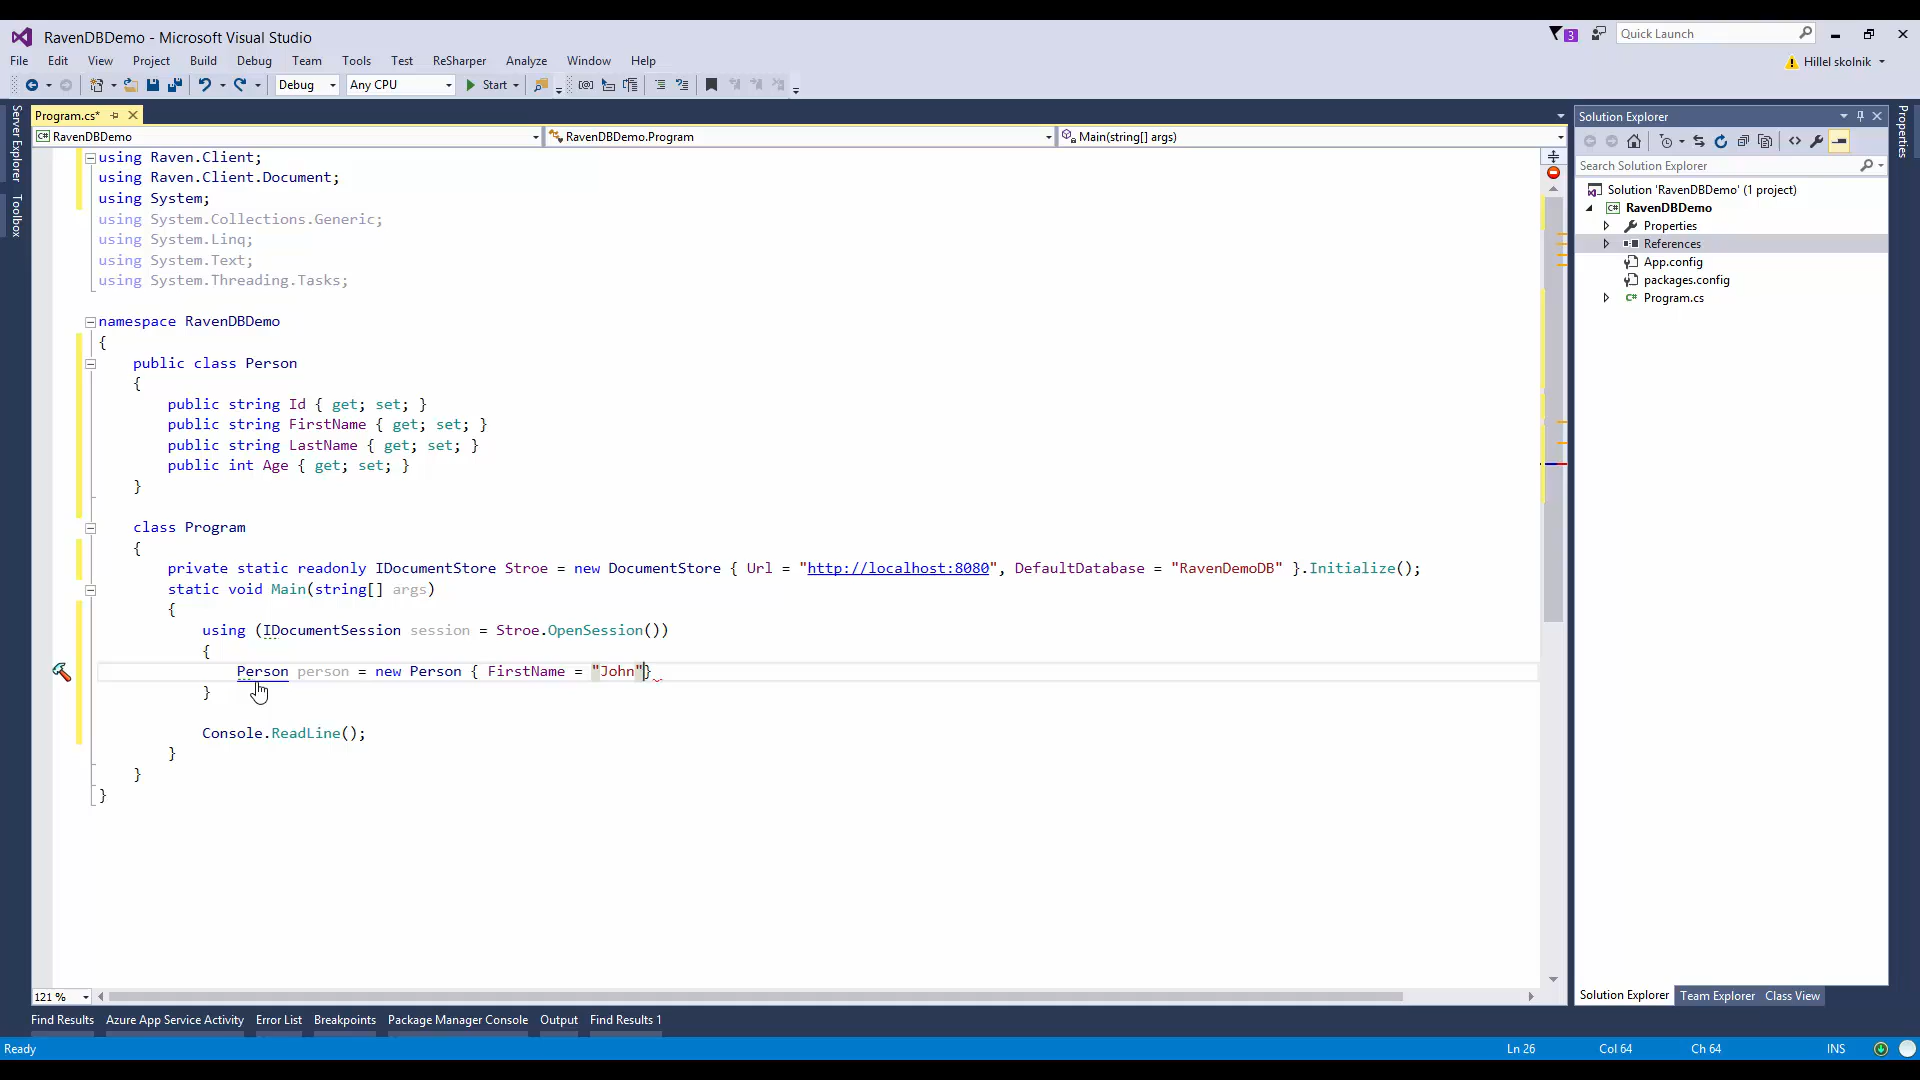 RavenDBDemo - Microsoft Visual Studio
3
Quick Launch
File Edit View Project Build Debug Team Tools Test ReSharper Analyze Window Help
Hillel skolnik
Debug Any CPU Start
Server Explorer
Toolbox
Program.cs*
RavenDBDemo RavenDBDemo.Program Main(string[] args)
using Raven.Client;
using Raven.Client.Document;
using System;
using System.Collections.Generic;
using System.Linq;
using System.Text;
using System.Threading.Tasks;
namespace RavenDBDemo
{
public class Person
{
public string Id { get; set; }
public string FirstName { get; set; }
public string LastName { get; set; }
public int Age { get; set; }
}
class Program
{
private static readonly IDocumentStore Stroe = new DocumentStore { Url = "http://localhost:8080", DefaultDatabase = "RavenDemoDB" }.Initialize();
static void Main(string[] args)
{
using (IDocumentSession session = Stroe.OpenSession())
{
Person person = new Person { FirstName = "John"}
}
Console.ReadLine();
}
}
}
121 %
Solution Explorer
Search Solution Explorer
Solution 'RavenDBDemo' (1 project)
RavenDBDemo
Properties
References
App.config
packages.config
Program.cs
Solution Explorer Team Explorer Class View
Properties
Find Results Azure App Service Activity Error List Breakpoints Package Manager Console Output Find Results 1
Ready Ln 26 Col 64 Ch 64 INS